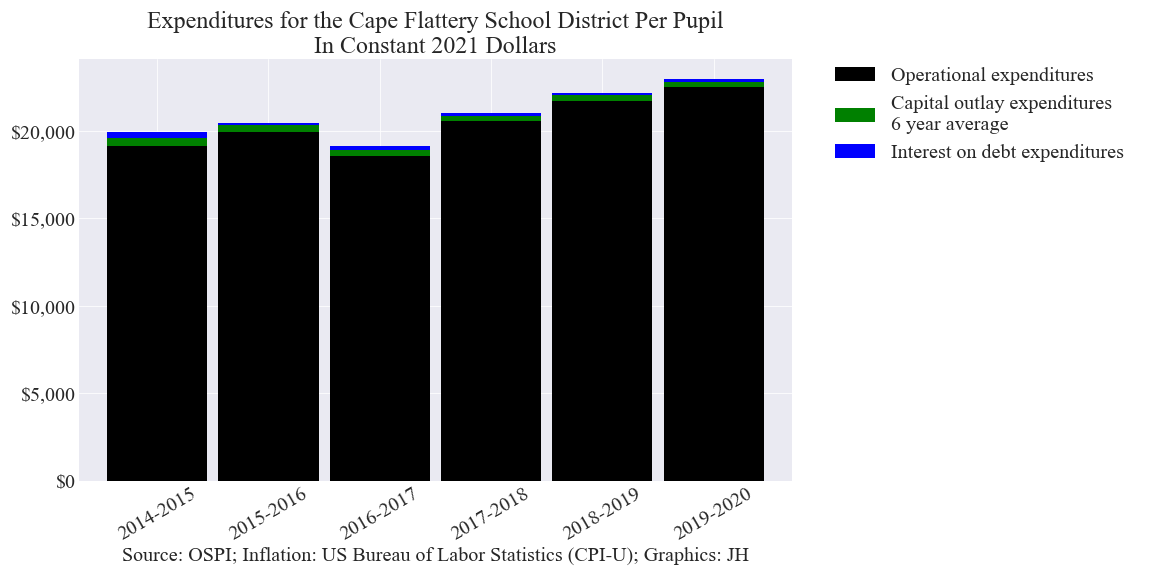 Expenditures for the Cape Flattery School District Per Pupil
In Constant 2021 Dollars
Operational expenditures
Capital outlay expenditures
6 year average
Interest on debt expenditures
$20,000
$15,000
$10,000
$5,000
$0
2014-2015
2015-2016
2016-2017
2017-2018
2018-2019
2019-2020
Source: OSPI; Inflation: US Bureau of Labor Statistics (CPI-U); Graphics: JH